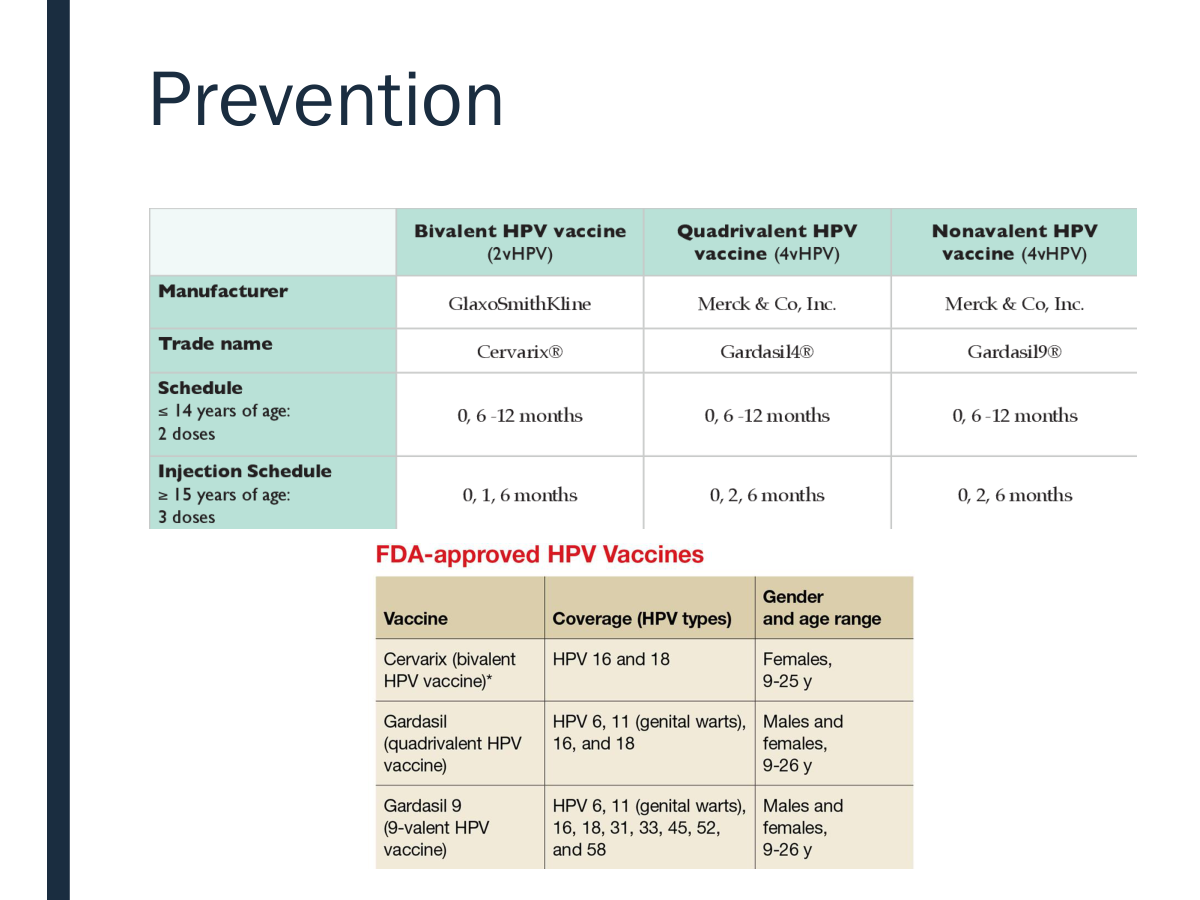 Prevention
Bivalent HPV vaccine
(2vHPV)
Quadrivalent HPV
vaccine (4vHPV)
Nonavalent HPV
vaccine (4vHPV)
Manufacturer
GlaxoSmithKline
Merck & Co, Inc.
Merck & Co, Inc.
Trade name
Cervarix®
Gardasil4®
Gardasil9®
Schedule
≤ 14 years of age:
2 doses
0, 6 -12 months
0, 6 -12 months
0, 6 -12 months
Injection Schedule
≥ 15 years of age:
3 doses
0, 1, 6 months
0, 2, 6 months
0, 2, 6 months
FDA-approved HPV Vaccines
Vaccine
Coverage (HPV types)
Gender
and age range
Cervarix (bivalent
HPV vaccine)*
HPV 16 and 18
Females,
9-25 y
Gardasil
(quadrivalent HPV
vaccine)
HPV 6, 11 (genital warts),
16, and 18
Males and
females,
9-26 y
Gardasil 9
(9-valent HPV
vaccine)
HPV 6, 11 (genital warts),
16, 18, 31, 33, 45, 52,
and 58
Males and
females,
9-26 y